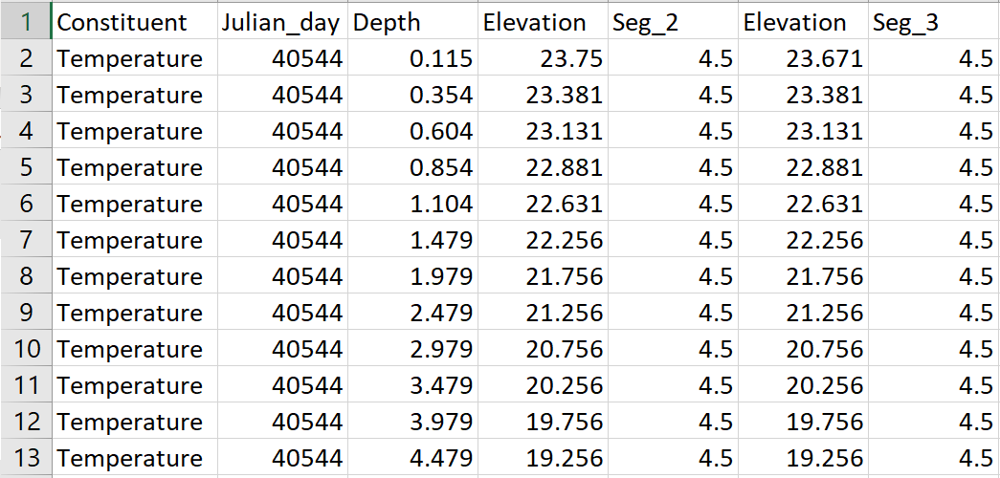 1 Constituent Julian_day Depth Elevation Seg_2 Elevation Seg_3
2 Temperature 40544 0.115 23.75 4.5 23.671 4.5
3 Temperature 40544 0.354 23.381 4.5 23.381 4.5
4 Temperature 40544 0.604 23.131 4.5 23.131 4.5
5 Temperature 40544 0.854 22.881 4.5 22.881 4.5
6 Temperature 40544 1.104 22.631 4.5 22.631 4.5
7 Temperature 40544 1.479 22.256 4.5 22.256 4.5
8 Temperature 40544 1.979 21.756 4.5 21.756 4.5
9 Temperature 40544 2.479 21.256 4.5 21.256 4.5
10 Temperature 40544 2.979 20.756 4.5 20.756 4.5
11 Temperature 40544 3.479 20.256 4.5 20.256 4.5
12 Temperature 40544 3.979 19.756 4.5 19.756 4.5
13 Temperature 40544 4.479 19.256 4.5 19.256 4.5